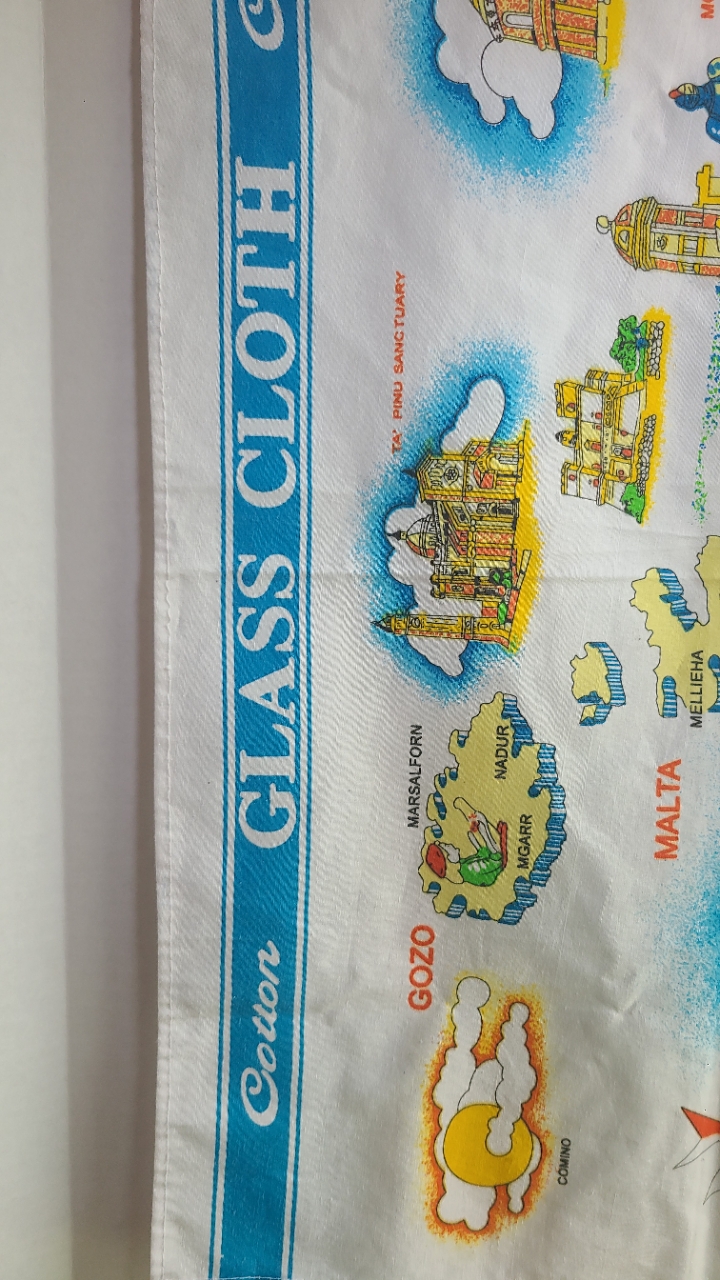 Cotton GLASS CLOTH
TA' PINU SANCTUARY
GOZO
MARSALFORN
NADUR
MGARR
COMINO
MALTA
MELLIEHA